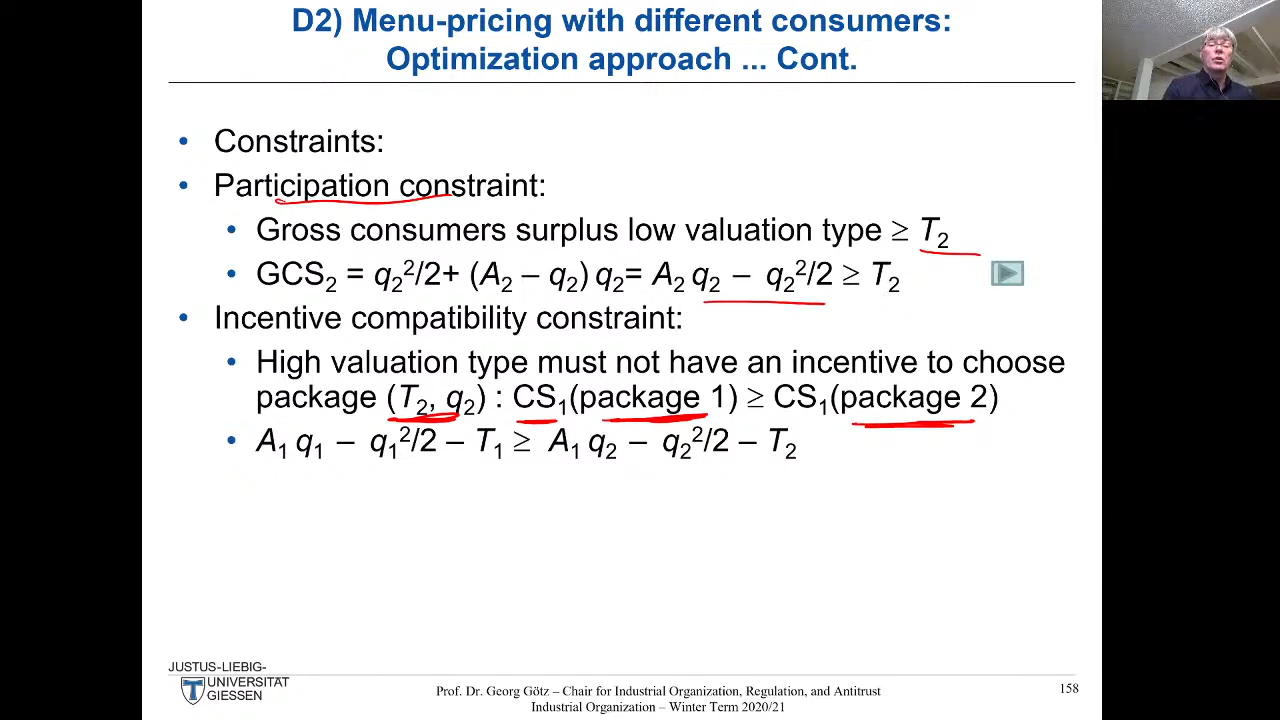 D2) Menu-pricing with different consumers:
Optimization approach ... Cont.
• Constraints:
• Participation constraint:
• Gross consumers surplus low valuation type ≥ T₂
• GCS₂ = q₂²/2+ (A₂ – q₂) q₂= A₂ q₂ – q₂²/2 ≥ T₂
• Incentive compatibility constraint:
• High valuation type must not have an incentive to choose
package (T₂, q₂) : CS₁(package 1) ≥ CS₁(package 2)
• A₁ q₁ – q₁²/2 – T₁ ≥ A₁ q₂ – q₂²/2 – T₂
JUSTUS-LIEBIG-
UNIVERSITÄT
GIESSEN
Prof. Dr. Georg Götz – Chair for Industrial Organization, Regulation, and Antitrust
Industrial Organization – Winter Term 2020/21
158